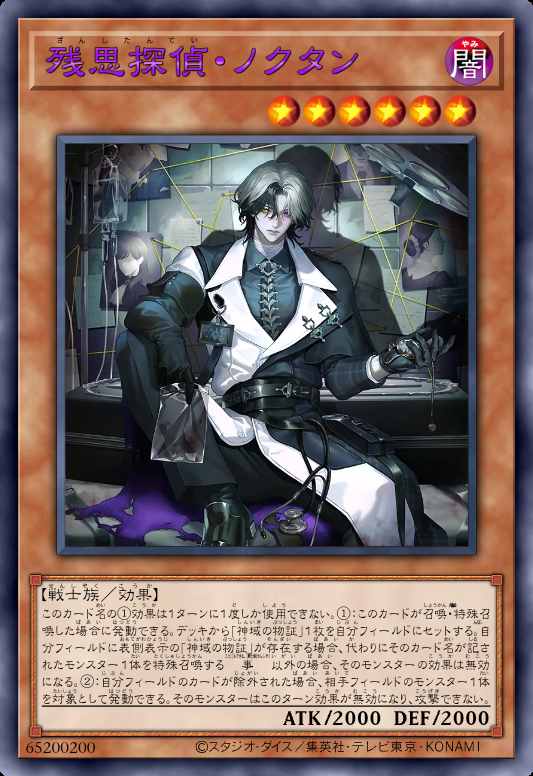 残思探偵・ノクタン
闇
【戦士族／効果】
このカード名の①効果は1ターンに1度しか使用できない。①:このカードが召喚・特殊召
喚した場合に発動できる。デッキから「神域の物証」1枚を自分フィールドにセットする。自
分フィールドに表側表示の「神域の物証」が存在する場合、代わりにそのカード名が記さ
れたモンスター1体を特殊召喚する 事 以外の場合、そのモンスターの効果は無効
になる。②:自分フィールドのカードが除外された場合、相手フィールドのモンスター1体
を対象として発動できる。そのモンスターはこのターン効果が無効になり、攻撃できない。
ATK/2000 DEF/2000
65200200
©スタジオ・ダイス/集英社・テレビ東京・KONAMI